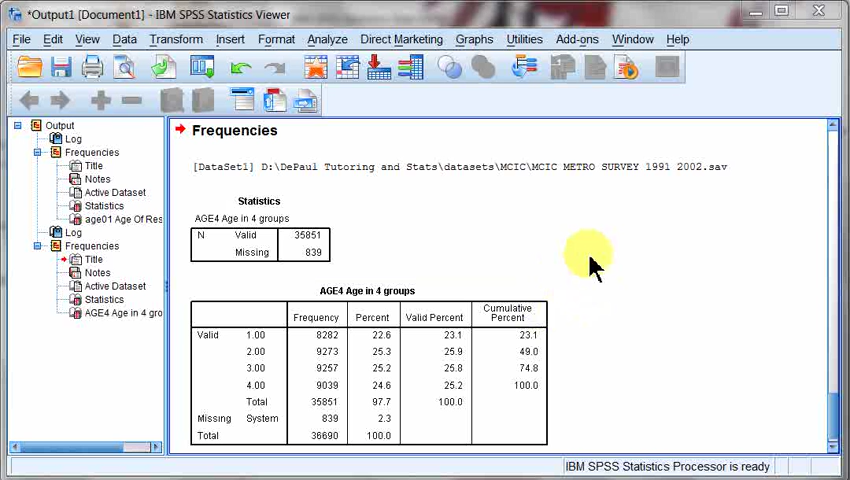 *Output1 [Document1] - IBM SPSS Statistics Viewer
File Edit View Data Transform Insert Format Analyze Direct Marketing Graphs Utilities Add-ons Window Help
Output
Log
Frequencies
Title
Notes
Active Dataset
Statistics
age01 Age Of Res
Log
Frequencies
Title
Notes
Active Dataset
Statistics
AGE4 Age in 4 gro
Frequencies
[DataSet1] D:\DePaul Tutoring and Stats\datasets\MCIC\MCIC METRO SURVEY 1991 2002.sav
Statistics
AGE4 Age in 4 groups
N Valid 35851
Missing 839
AGE4 Age in 4 groups
Frequency Percent Valid Percent Cumulative Percent
Valid 1.00 8282 22.6 23.1 23.1
2.00 9273 25.3 25.9 49.0
3.00 9257 25.2 25.8 74.8
4.00 9039 24.6 25.2 100.0
Total 35851 97.7 100.0
Missing System 839 2.3
Total 36690 100.0
IBM SPSS Statistics Processor is ready